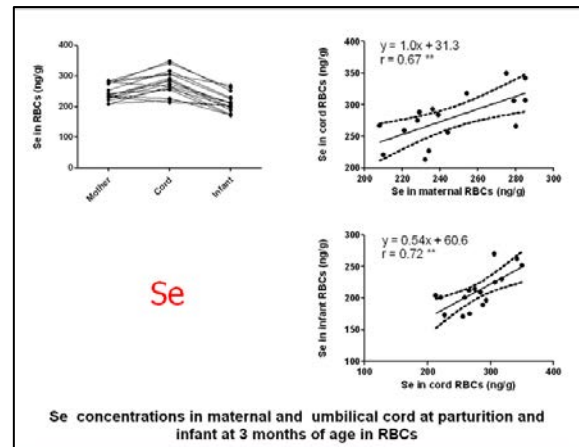 400
300
200
100
0
Se in RBCs (ng/g)
Mother
Cord
Infant
y = 1.0x + 31.3
r = 0.67 **
400
350
300
250
200
Se in cord RBCs (ng/g)
200
220
240
260
280
300
Se in maternal RBCs (ng/g)
Se
y = 0.54x + 60.6
r = 0.72 **
300
250
200
150
100
Se in infant RBCs (ng/g)
100
200
300
400
Se in cord RBCs (ng/g)
Se concentrations in maternal and umbilical cord at parturition and
infant at 3 months of age in RBCs